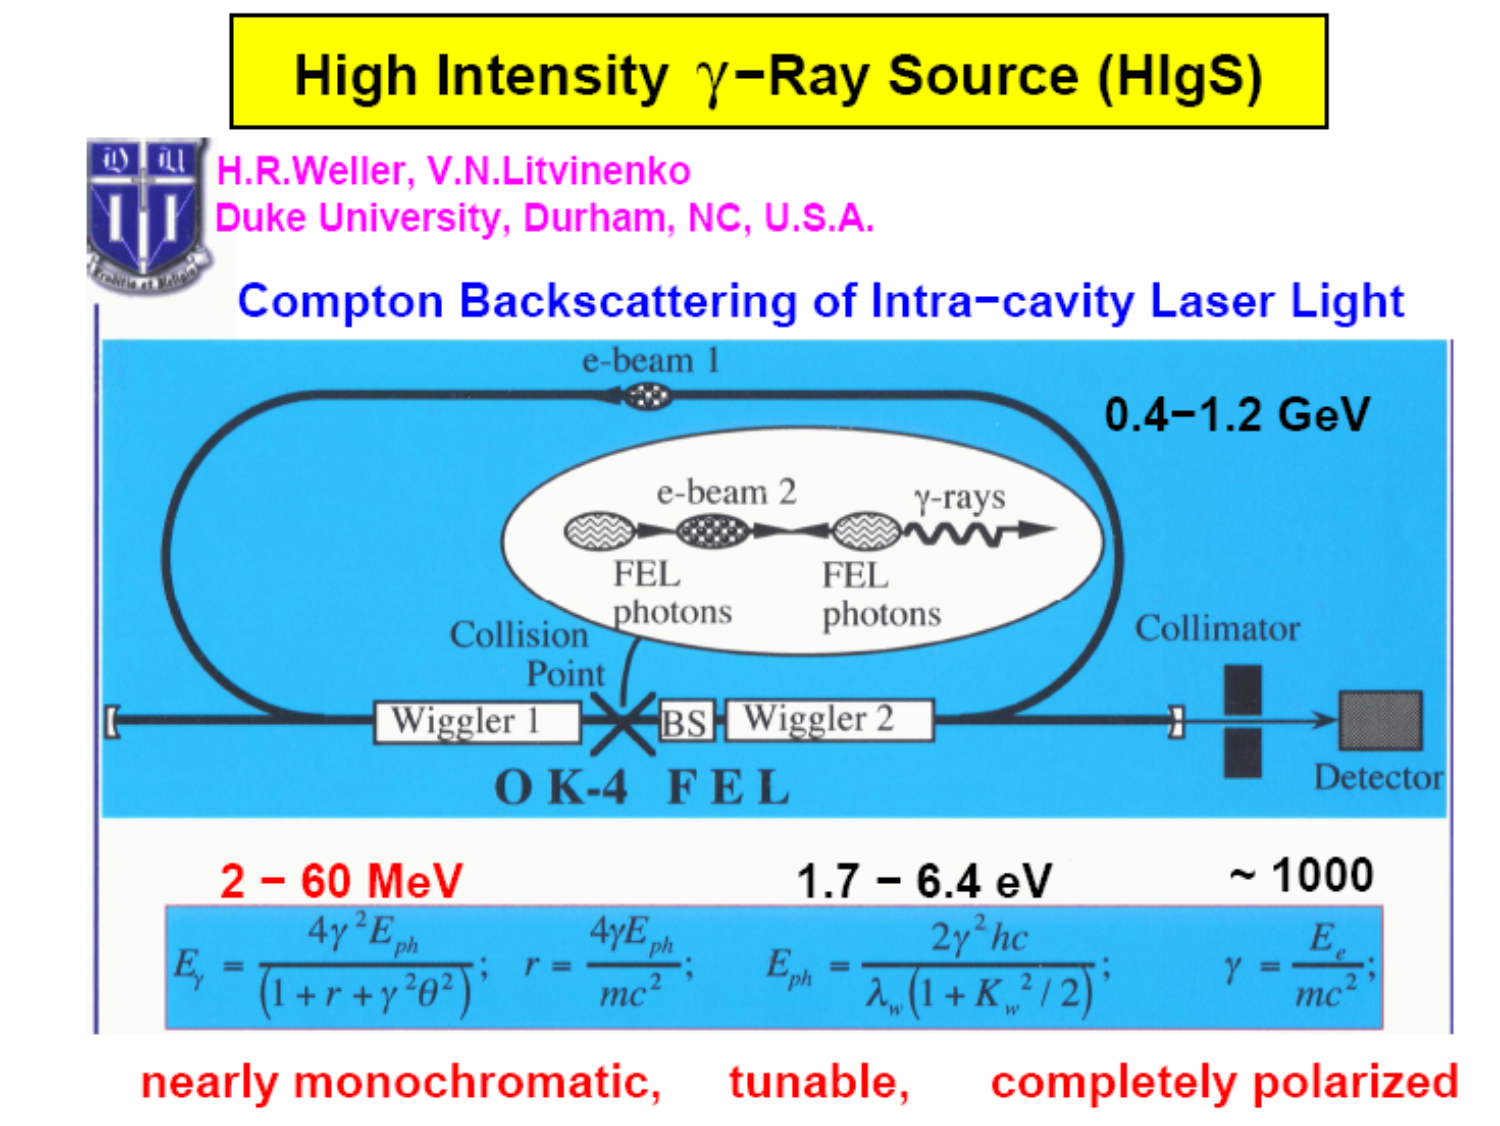 High Intensity γ−Ray Source (HIgS)
D U
Eruditio et Religio
H.R.Weller, V.N.Litvinenko
Duke University, Durham, NC, U.S.A.
Compton Backscattering of Intra−cavity Laser Light
e-beam 1
0.4−1.2 GeV
e-beam 2
γ-rays
FEL photons
FEL photons
Collision
Point
Collimator
Wiggler 1
BS
Wiggler 2
O K-4 F E L
Detector
2 − 60 MeV
1.7 − 6.4 eV
~ 1000
E_γ = 4γ²E_ph / (1 + r + γ²θ²); r = 4γE_ph / mc²; E_ph = 2γ²hc / λ_w(1 + K_w² / 2); γ = E_e / mc²;
nearly monochromatic, tunable, completely polarized